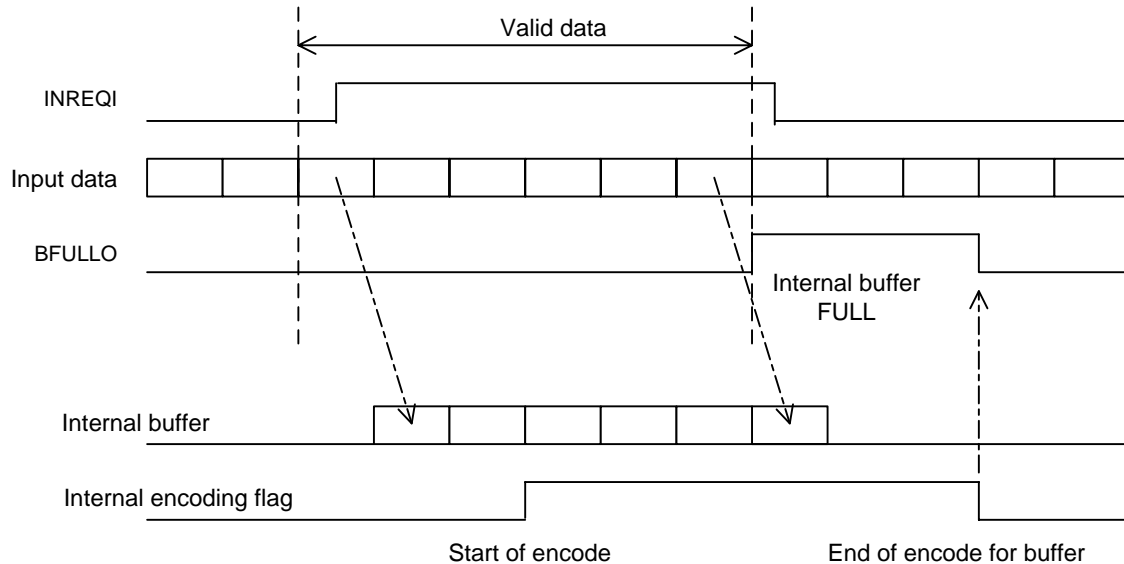 Valid data
INREQI
Input data
BFULLO
Internal buffer
FULL
Internal buffer
Internal encoding flag
Start of encode
End of encode for buffer